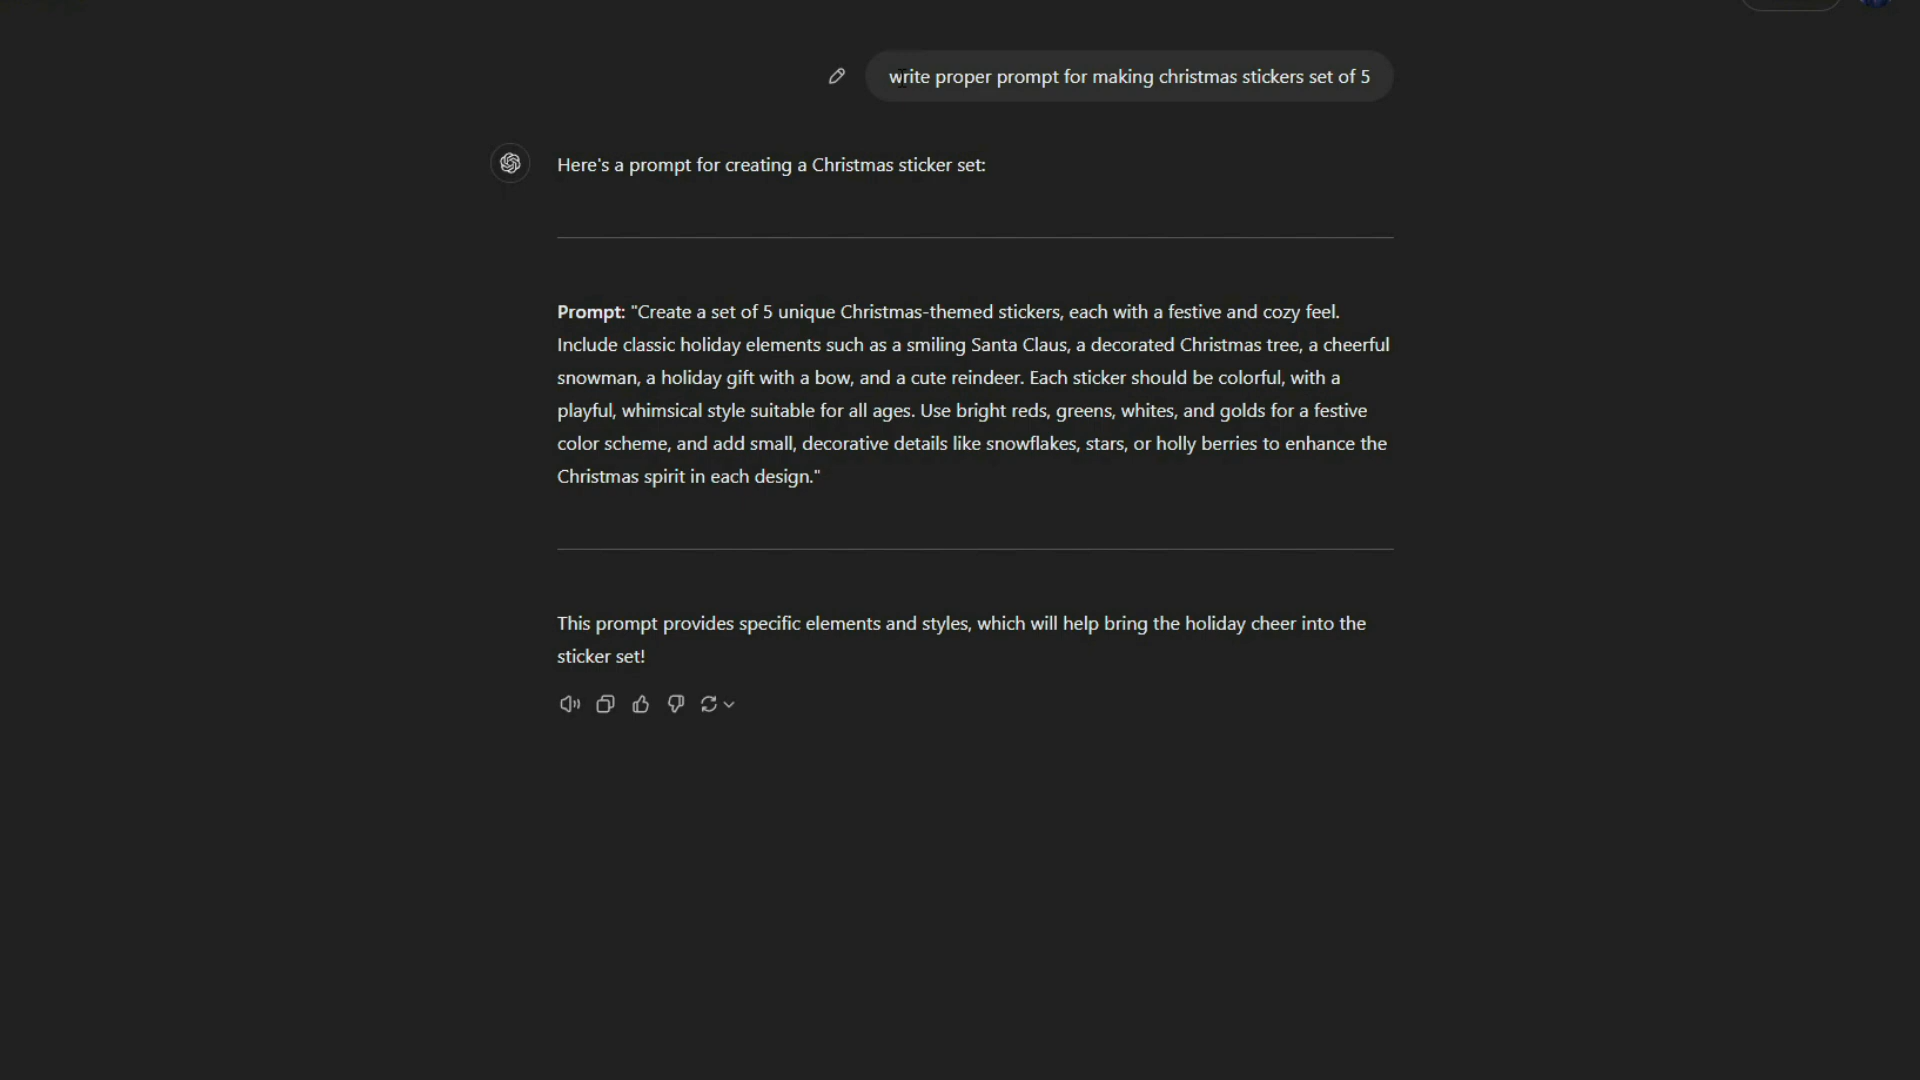 write proper prompt for making christmas stickers set of 5
Here's a prompt for creating a Christmas sticker set:
Prompt: "Create a set of 5 unique Christmas-themed stickers, each with a festive and cozy feel.
Include classic holiday elements such as a smiling Santa Claus, a decorated Christmas tree, a cheerful
snowman, a holiday gift with a bow, and a cute reindeer. Each sticker should be colorful, with a
playful, whimsical style suitable for all ages. Use bright reds, greens, whites, and golds for a festive
color scheme, and add small, decorative details like snowflakes, stars, or holly berries to enhance the
Christmas spirit in each design."
This prompt provides specific elements and styles, which will help bring the holiday cheer into the
sticker set!